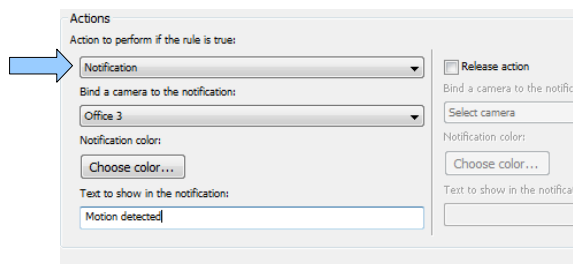 Actions
Action to perform if the rule is true:
Notification
Bind a camera to the notification:
Office 3
Notification color:
Choose color...
Text to show in the notification:
Motion detected
Release action
Bind a camera to the notific
Select camera
Notification color:
Choose color...
Text to show in the notifica